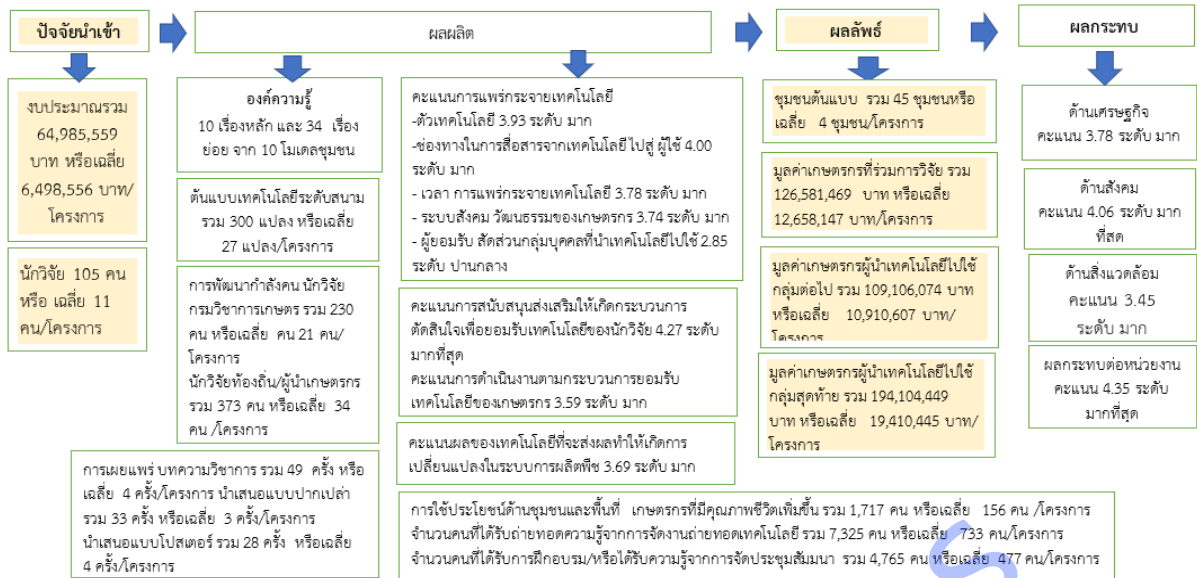 ปัจจัยนำเข้า
ผลผลิต
ผลลัพธ์
ผลกระทบ
งบประมาณรวม
64,985,559
บาท หรือเฉลี่ย
6,498,556 บาท/
โครงการ
นักวิจัย 105 คน
หรือ เฉลี่ย 11
คน/โครงการ
องค์ความรู้
10 เรื่องหลัก และ 34 เรื่อง
ย่อย จาก 10 โมเดลชุมชน
ต้นแบบเทคโนโลยีระดับสนาม
รวม 300 แปลง หรือเฉลี่ย
27 แปลง/โครงการ
การพัฒนากำลังคน นักวิจัย
กรมวิชาการเกษตร รวม 230
คน หรือเฉลี่ย คน 21 คน/
โครงการ
นักวิจัยท้องถิ่น/ผู้นำเกษตรกร
รวม 373 คน หรือเฉลี่ย 34
คน /โครงการ
การเผยแพร่ บทความวิชาการ รวม 49 ครั้ง หรือ
เฉลี่ย 4 ครั้ง/โครงการ นำเสนอแบบปากเปล่า
รวม 33 ครั้ง หรือเฉลี่ย 3 ครั้ง/โครงการ
นำเสนอแบบโปสเตอร์ รวม 28 ครั้ง หรือเฉลี่ย
4 ครั้ง/โครงการ
คะแนนการแพร่กระจายเทคโนโลยี
-ตัวเทคโนโลยี 3.93 ระดับ มาก
-ช่องทางในการสื่อสารจากเทคโนโลยี ไปสู่ ผู้ใช้ 4.00
ระดับ มาก
- เวลา การแพร่กระจายเทคโนโลยี 3.78 ระดับ มาก
- ระบบสังคม วัฒนธรรมของเกษตรกร 3.74 ระดับ มาก
- ผู้ยอมรับ สัดส่วนกลุ่มบุคคลที่นำเทคโนโลยีไปใช้ 2.85
ระดับ ปานกลาง
คะแนนการสนับสนุนส่งเสริมให้เกิดกระบวนการ
ตัดสินใจเพื่อยอมรับเทคโนโลยีของนักวิจัย 4.27 ระดับ
มากที่สุด
คะแนนการดำเนินงานตามกระบวนการยอมรับ
เทคโนโลยีของเกษตรกร 3.59 ระดับ มาก
คะแนนผลของเทคโนโลยีที่จะส่งผลทำให้เกิดการ
เปลี่ยนแปลงในระบบการผลิตพืช 3.69 ระดับ มาก
การใช้ประโยชน์ด้านชุมชนและพื้นที่ เกษตรกรที่มีคุณภาพชีวิตเพิ่มขึ้น รวม 1,717 คน หรือเฉลี่ย 156 คน /โครงการ
จำนวนคนที่ได้รับถ่ายทอดความรู้จากการจัดงานถ่ายทอดเทคโนโลยี รวม 7,325 คน หรือเฉลี่ย 733 คน/โครงการ
จำนวนคนที่ได้รับการฝึกอบรม/หรือได้รับความรู้จากการจัดประชุมสัมมนา รวม 4,765 คน หรือเฉลี่ย 477 คน/โครงการ
ชุมชนต้นแบบ รวม 45 ชุมชนหรือ
เฉลี่ย 4 ชุมชน/โครงการ
มูลค่าเกษตรกรที่ร่วมการวิจัย รวม
126,581,469 บาท หรือเฉลี่ย
12,658,147 บาท/โครงการ
มูลค่าเกษตรกรผู้นำเทคโนโลยีไปใช้
กลุ่มต่อไป รวม 109,106,074 บาท
หรือเฉลี่ย 10,910,607 บาท/
โครงการ
มูลค่าเกษตรกรผู้นำเทคโนโลยีไปใช้
กลุ่มสุดท้าย รวม 194,104,449
บาท หรือเฉลี่ย 19,410,445 บาท/
โครงการ
ด้านเศรษฐกิจ
คะแนน 3.78 ระดับ มาก
ด้านสังคม
คะแนน 4.06 ระดับ มาก
ที่สุด
ด้านสิ่งแวดล้อม
คะแนน 3.45
ระดับ มาก
ผลกระทบต่อหน่วยงาน
คะแนน 4.35 ระดับ
มากที่สุด